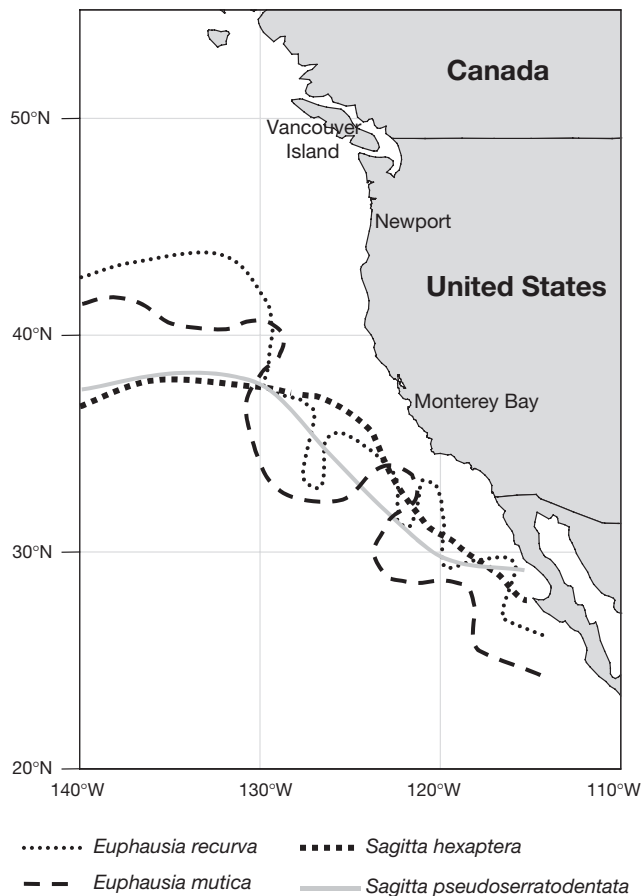 Canada
50°N
Vancouver
Island
Newport
United States
40°N
Monterey Bay
30°N
20°N
140°W
130°W
120°W
110°W
Euphausia recurva
Sagitta hexaptera
Euphausia mutica
Sagitta pseudoserratodentata